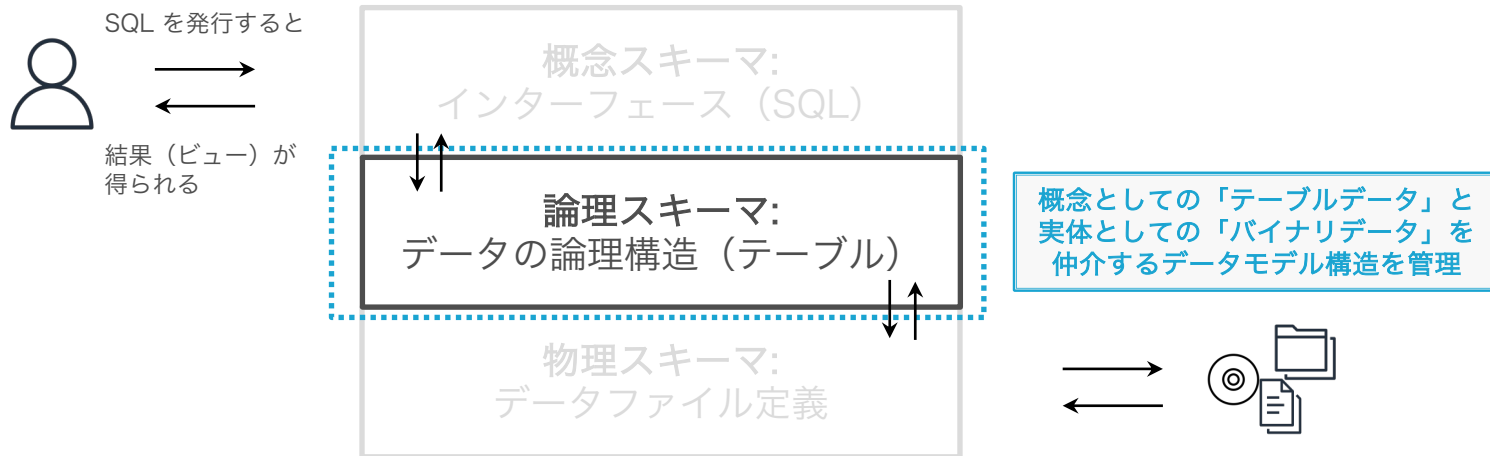 SQL を発行すると
結果（ビュー）が
得られる
概念スキーマ:
インターフェース（SQL）
論理スキーマ:
データの論理構造（テーブル）
物理スキーマ:
データファイル定義
概念としての「テーブルデータ」と
実体としての「バイナリデータ」を
仲介するデータモデル構造を管理